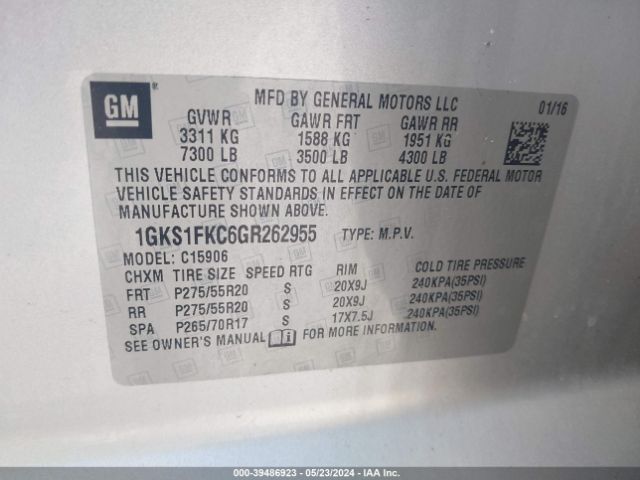 GM
MFD BY GENERAL MOTORS LLC 01/16
GVWR GAWR FRT GAWR RR
3311 KG 1588 KG 1951 KG
7300 LB 3500 LB 4300 LB
THIS VEHICLE CONFORMS TO ALL APPLICABLE U.S. FEDERAL MOTOR
VEHICLE SAFETY STANDARDS IN EFFECT ON THE DATE OF
MANUFACTURE SHOWN ABOVE.
1GKS1FKC6GR262955 TYPE: M.P.V.
MODEL: C15906
CHXM TIRE SIZE SPEED RTG RIM COLD TIRE PRESSURE
FRT P275/55R20 S 20X9J 240KPA(35PSI)
RR P275/55R20 S 20X9J 240KPA(35PSI)
SPA P265/70R17 S 17X7.5J 240KPA(35PSI)
SEE OWNER'S MANUAL FOR MORE INFORMATION.
000-39486923 - 05/23/2024 - IAA Inc.